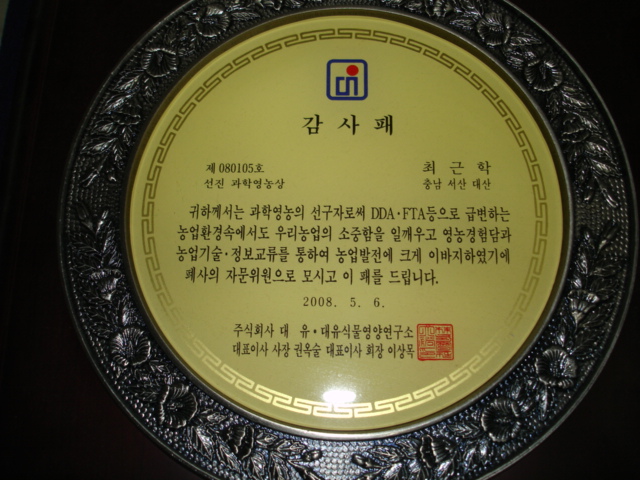 감사패
제 080105호
선진 과학영농상
최근학
충남 서산 대산
귀하께서는 과학영농의 선구자로써 DDA·FTA등으로 급변하는
농업환경속에서도 우리농업의 소중함을 일깨우고 영농경험담과
농업기술·정보교류를 통하여 농업발전에 크게 이바지하였기에
폐사의 자문위원으로 모시고 이 패를 드립니다.
2008. 5. 6.
주식회사 대 유·대유식물영양연구소
대표이사 사장 권옥술 대표이사 회장 이상목